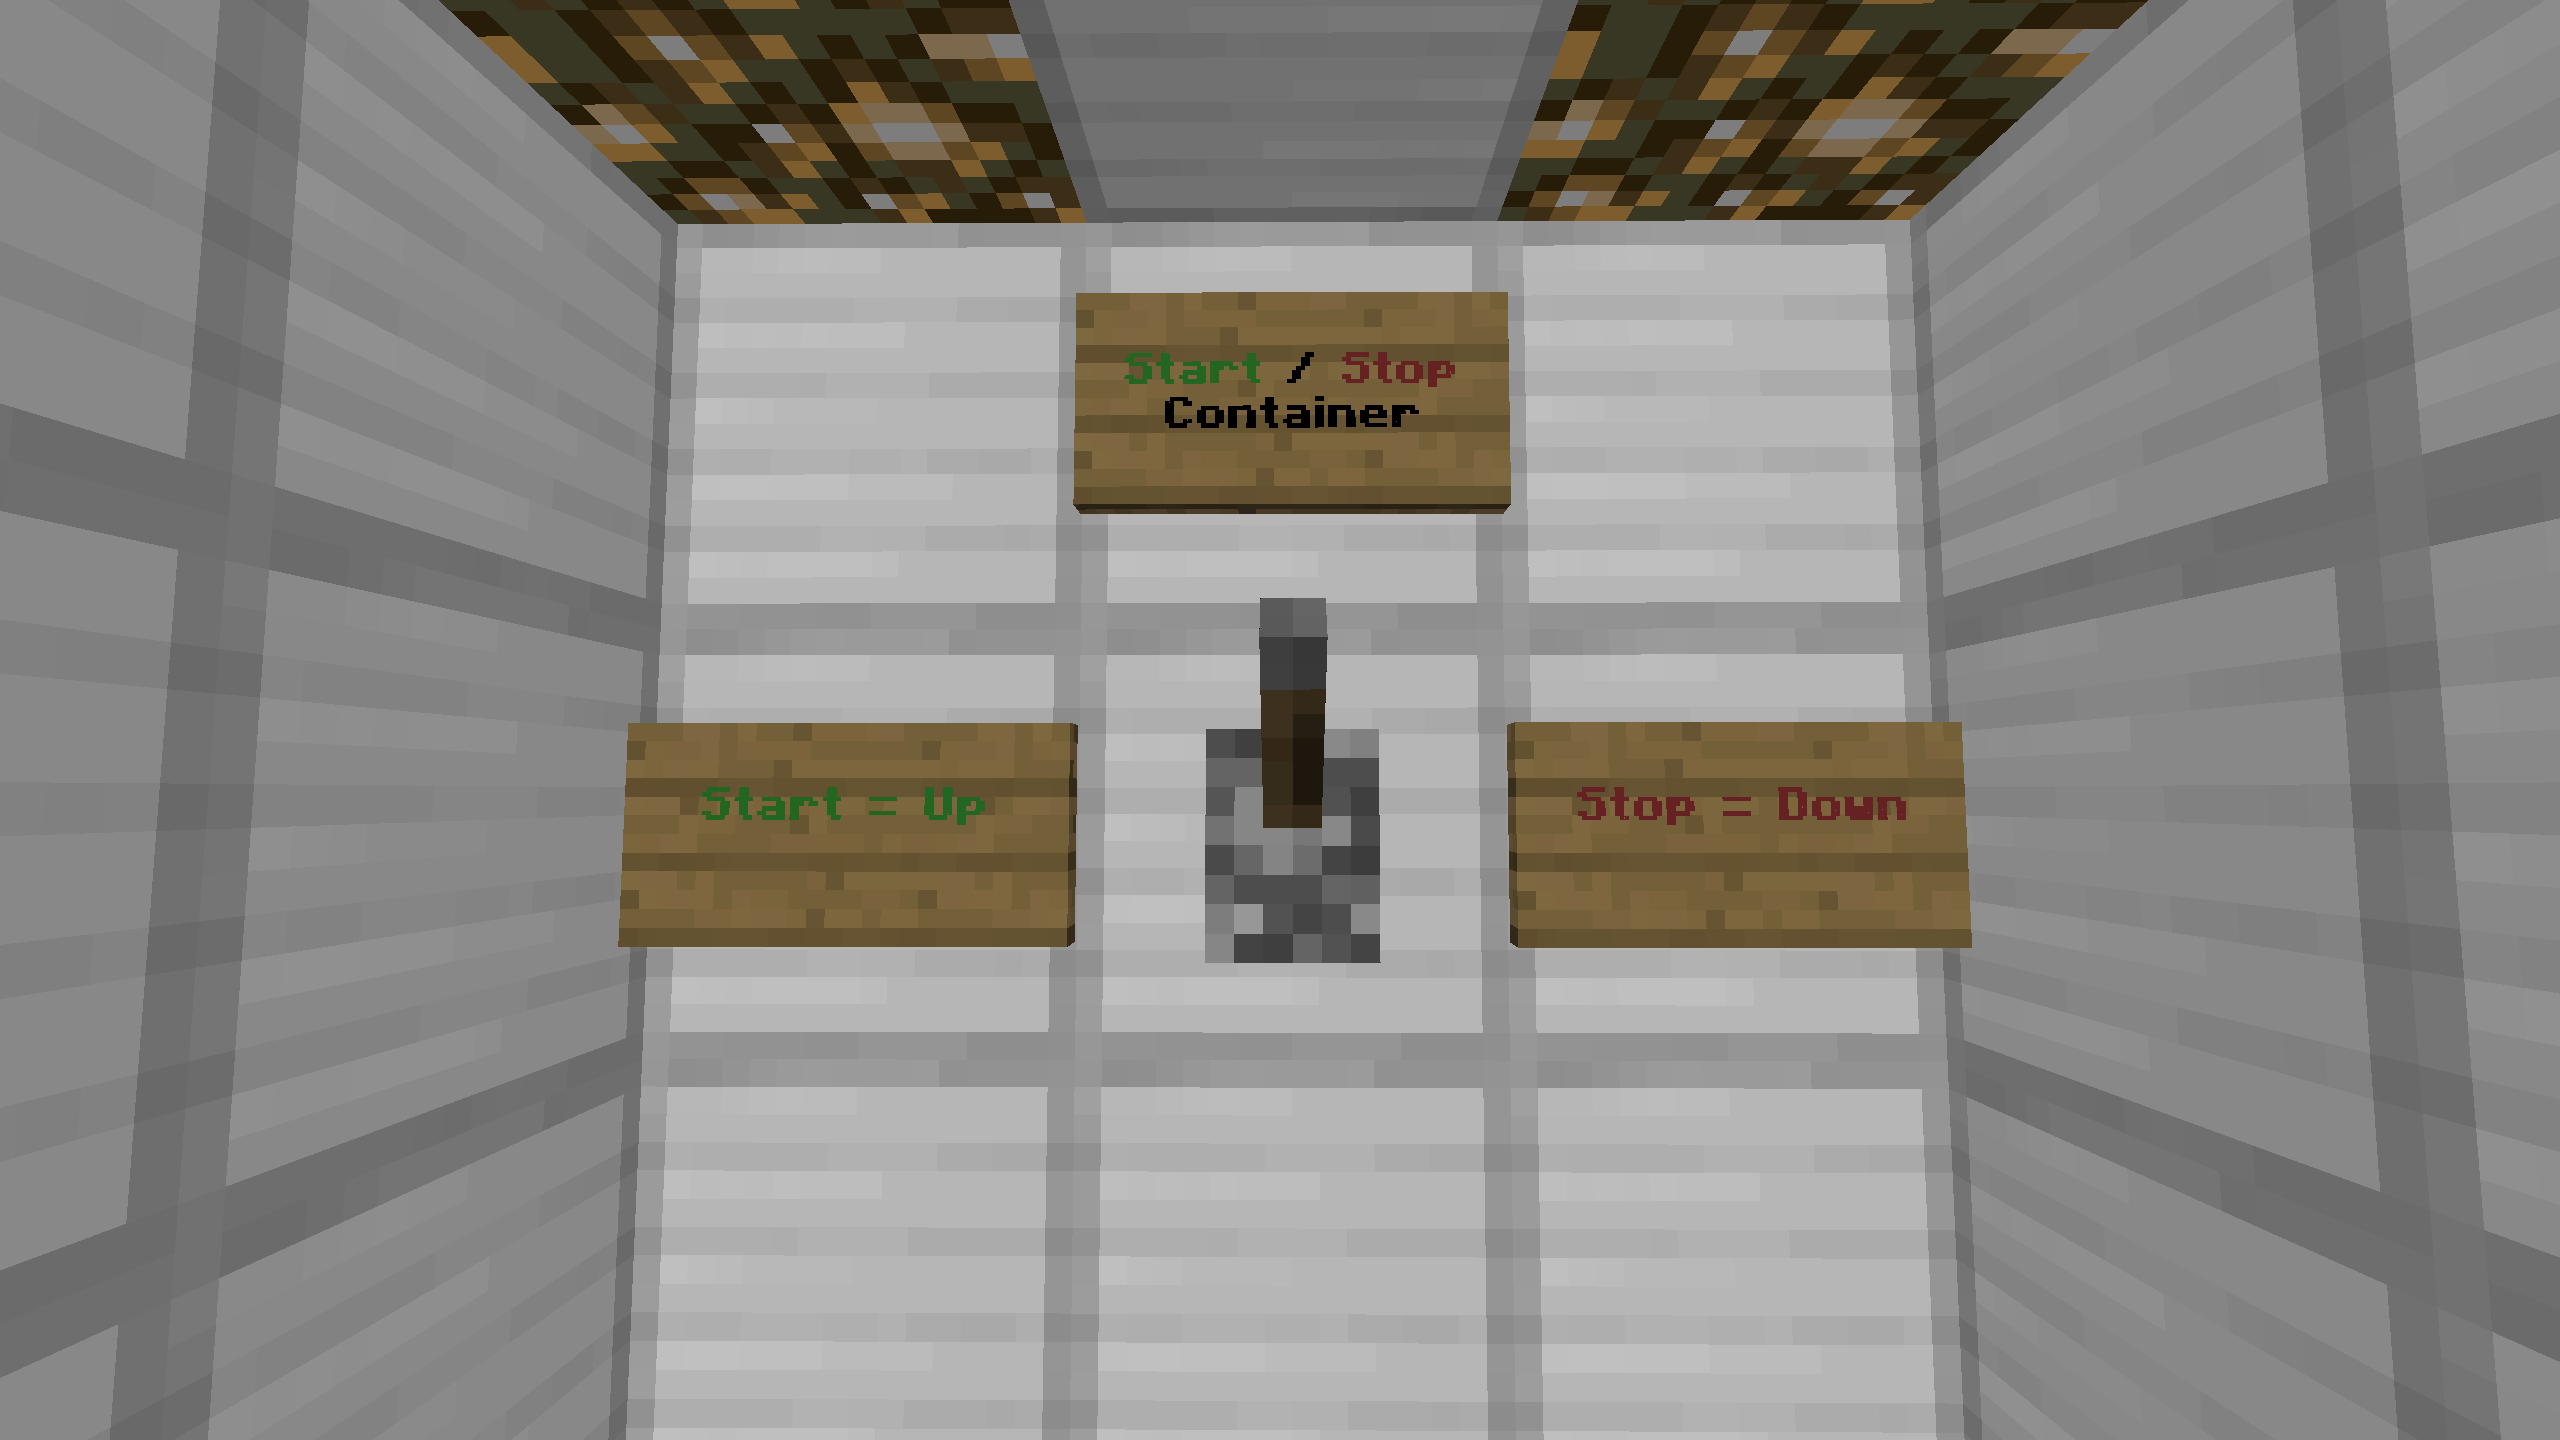 Start / Stop
Container
Start = Up
Stop = Down